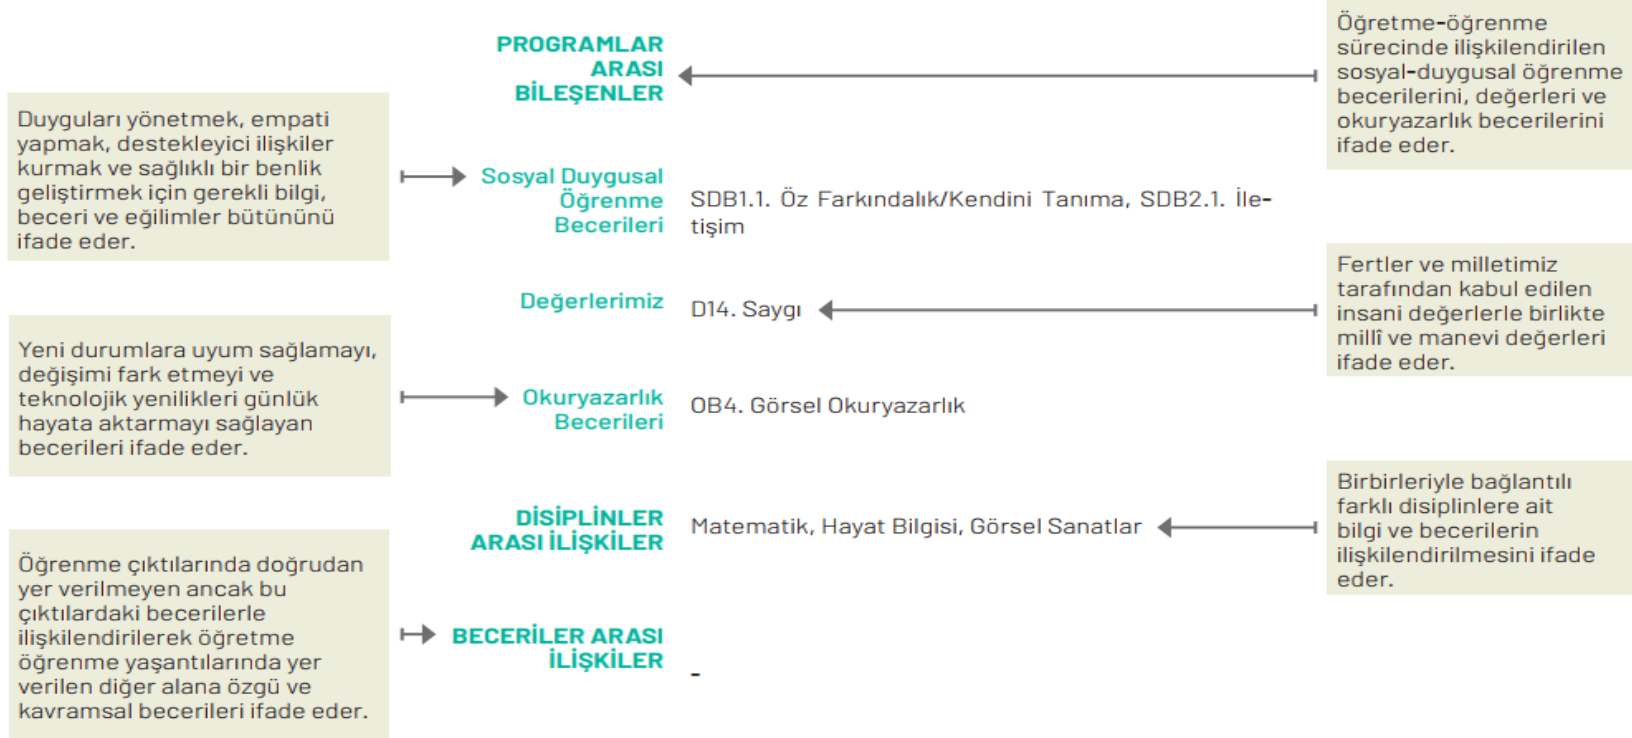 PROGRAMLAR
ARASI
BİLEŞENLER
Öğretme-öğrenme
sürecinde ilişkilendirilen
sosyal-duygusal öğrenme
becerilerini, değerleri ve
okuryazarlık becerilerini
ifade eder.
Duyguları yönetmek, empati
yapmak, destekleyici ilişkiler
kurmak ve sağlıklı bir benlik
geliştirmek için gerekli bilgi,
beceri ve eğilimler bütününü
ifade eder.
Sosyal Duygusal
Öğrenme
Becerileri
SDB1.1. Öz Farkındalık/Kendini Tanıma, SDB2.1. İle-
tişim
Değerlerimiz
D14. Saygı
Fertler ve milletimiz
tarafından kabul edilen
insani değerlerle birlikte
millî ve manevi değerleri
ifade eder.
Yeni durumlara uyum sağlamayı,
değişimi fark etmeyi ve
teknolojik yenilikleri günlük
hayata aktarmayı sağlayan
becerileri ifade eder.
Okuryazarlık
Becerileri
OB4. Görsel Okuryazarlık
DİSİPLİNLER
ARASI İLİŞKİLER
Matematik, Hayat Bilgisi, Görsel Sanatlar
Birbirleriyle bağlantılı
farklı disiplinlere ait
bilgi ve becerilerin
ilişkilendirilmesini ifade
eder.
Öğrenme çıktılarında doğrudan
yer verilmeyen ancak bu
çıktılardaki becerilerle
ilişkilendirilerek öğretme
öğrenme yaşantılarında yer
verilen diğer alana özgü ve
kavramsal becerileri ifade eder.
BECERİLER ARASI
İLİŞKİLER
-